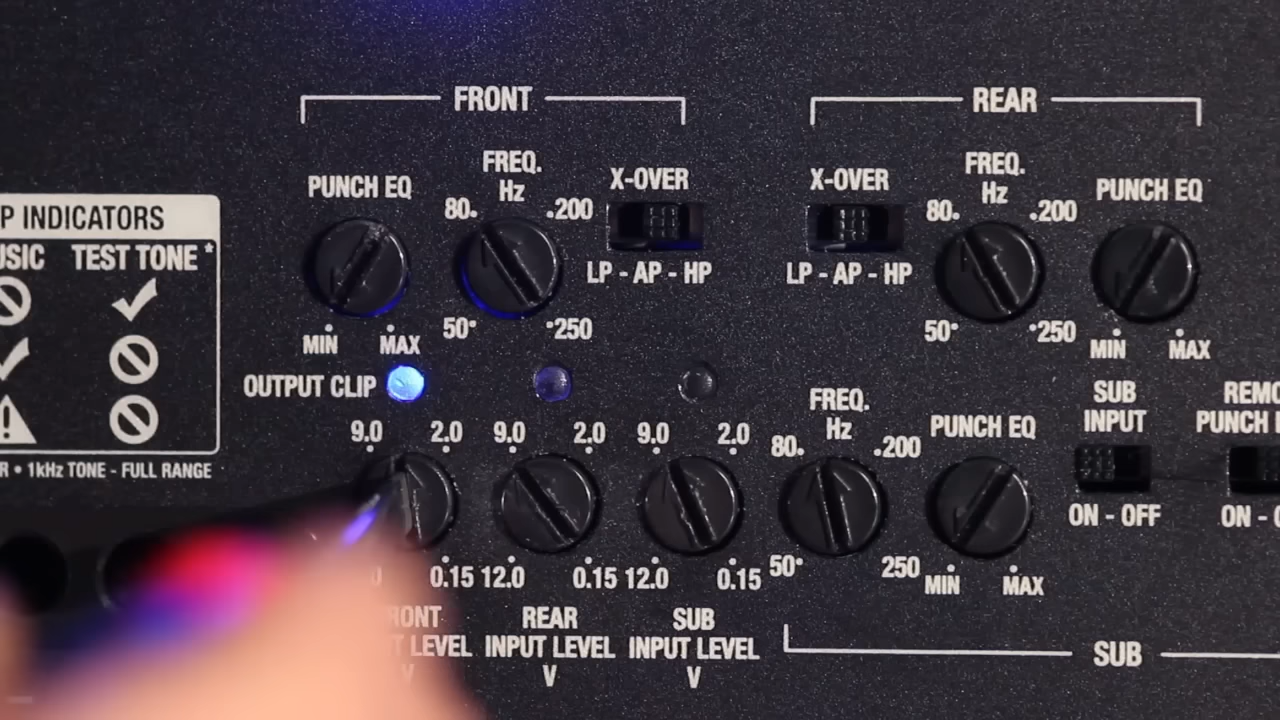 FRONT
REAR
FREQ.
Hz
X-OVER
X-OVER
FREQ.
Hz
PUNCH EQ
PUNCH EQ
80
200
80
200
P INDICATORS
TEST TONE *
LP - AP - HP
LP - AP - HP
50
250
50
250
MIN
MAX
MIN
MAX
OUTPUT CLIP
FREQ.
Hz
SUB
INPUT
9.0
2.0
9.0
2.0
9.0
2.0
80
200
PUNCH EQ
PUNCH
R • 1kHz TONE - FULL RANGE
ON - OFF
ON -
0.15
12.0
0.15
12.0
0.15
50
250
MIN
MAX
REAR
INPUT LEVEL
V
SUB
INPUT LEVEL
V
LEVEL
SUB